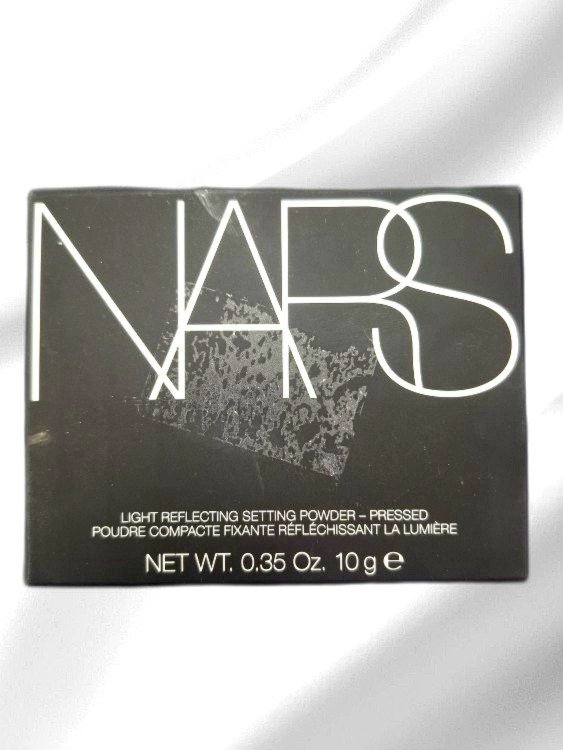 NARS
LIGHT REFLECTING SETTING POWDER – PRESSED
POUDRE COMPACTE FIXANTE RÉFLÉCHISSANT LA LUMIÈRE
NET WT. 0.35 Oz. 10 g ℮